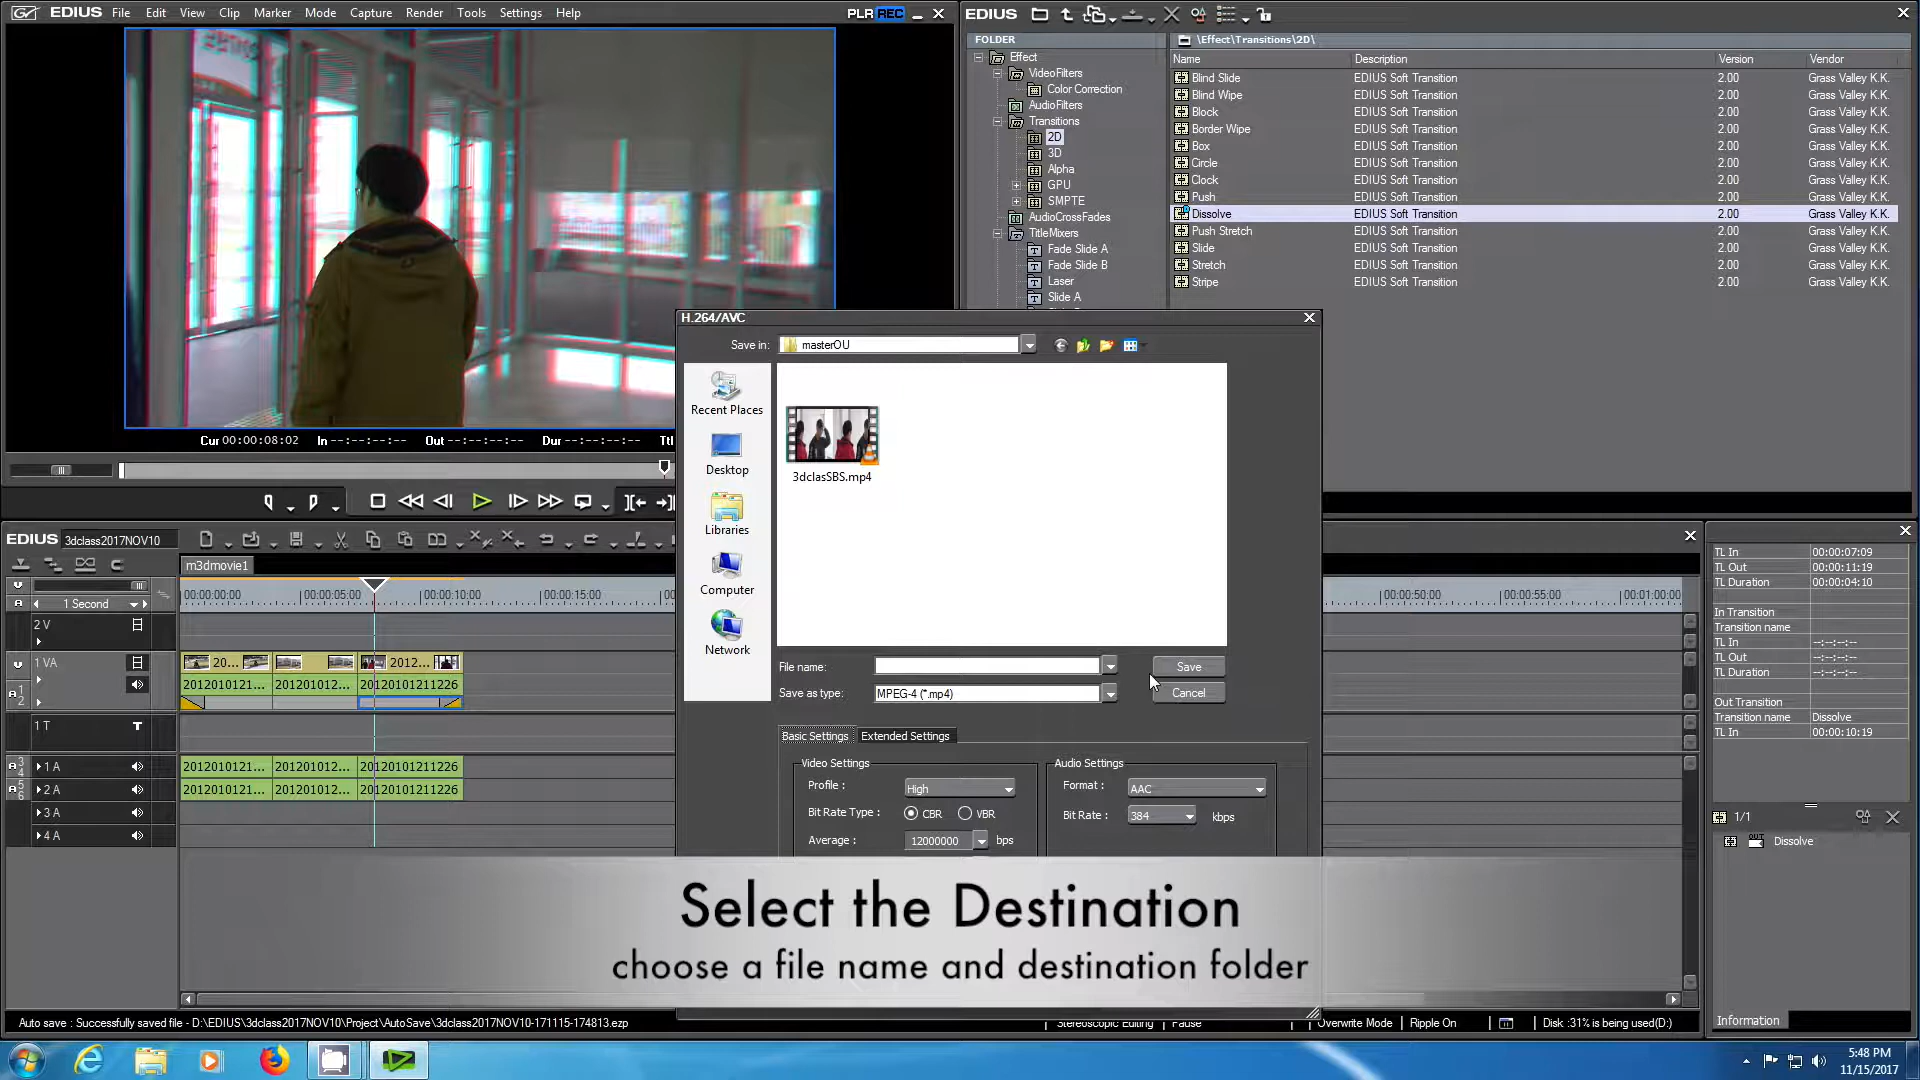 EDIUS File Edit View Clip Marker Mode Capture Render Tools Settings Help PLR REC
EDIUS
FOLDER
Effect
VideoFilters
Color Correction
AudioFilters
Transitions
2D
3D
Alpha
GPU
SMPTE
AudioCrossFades
TitleMixers
Fade Slide A
Fade Slide B
Laser
Slide A
\Effect\Transitions\2D\
Name Description Version Vendor
Blind Slide EDIUS Soft Transition 2.00 Grass Valley K.K.
Blind Wipe EDIUS Soft Transition 2.00 Grass Valley K.K.
Block EDIUS Soft Transition 2.00 Grass Valley K.K.
Border Wipe EDIUS Soft Transition 2.00 Grass Valley K.K.
Box EDIUS Soft Transition 2.00 Grass Valley K.K.
Circle EDIUS Soft Transition 2.00 Grass Valley K.K.
Clock EDIUS Soft Transition 2.00 Grass Valley K.K.
Push EDIUS Soft Transition 2.00 Grass Valley K.K.
Dissolve EDIUS Soft Transition 2.00 Grass Valley K.K.
Push Stretch EDIUS Soft Transition 2.00 Grass Valley K.K.
Slide EDIUS Soft Transition 2.00 Grass Valley K.K.
Stretch EDIUS Soft Transition 2.00 Grass Valley K.K.
Stripe EDIUS Soft Transition 2.00 Grass Valley K.K.
Cur 00:00:08:02 In --:--:--:-- Out --:--:--:-- Dur --:--:--:-- Ttl
H.264/AVC
Save in: masterOU
Recent Places
Desktop
Libraries
Computer
Network
3dclasSBS.mp4
File name: Save
Save as type: MPEG-4 (*.mp4) Cancel
Basic Settings Extended Settings
Video Settings
Profile : High
Bit Rate Type : CBR VBR
Average : 12000000 bps
Audio Settings
Format : AAC
Bit Rate : 384 kbps
EDIUS 3dclass2017NOV10
m3dmovie1
1 Second
00:00:00:00 00:00:05:00 00:00:10:00 00:00:15:00 00:00:50:00 00:00:55:00 00:01:00:00
2 V
1 VA 20... 2012...
2012010121... 201201012... 20120101211226
1 2
1 T T
3 4 1 A 2012010121... 201201012... 20120101211226
5 6 2 A 2012010121... 201201012... 20120101211226
3 A
4 A
TL In 00:00:07:09
TL Out 00:00:11:19
TL Duration 00:00:04:10
In Transition
Transition name
TL In --:--:--:--
TL Out --:--:--:--
TL Duration --:--:--:--
Out Transition
Transition name Dissolve
TL In 00:00:10:19
1/1
OUT Dissolve
Information
Select the Destination
choose a file name and destination folder
Auto save : Successfully saved file - D:\EDIUS\3dclass2017NOV10\Project\AutoSave\3dclass2017NOV10-171115-174813.ezp
Stereoscopic Editing Pause Overwrite Mode Ripple On Disk :31% is being used(D:)
5:48 PM
11/15/2017